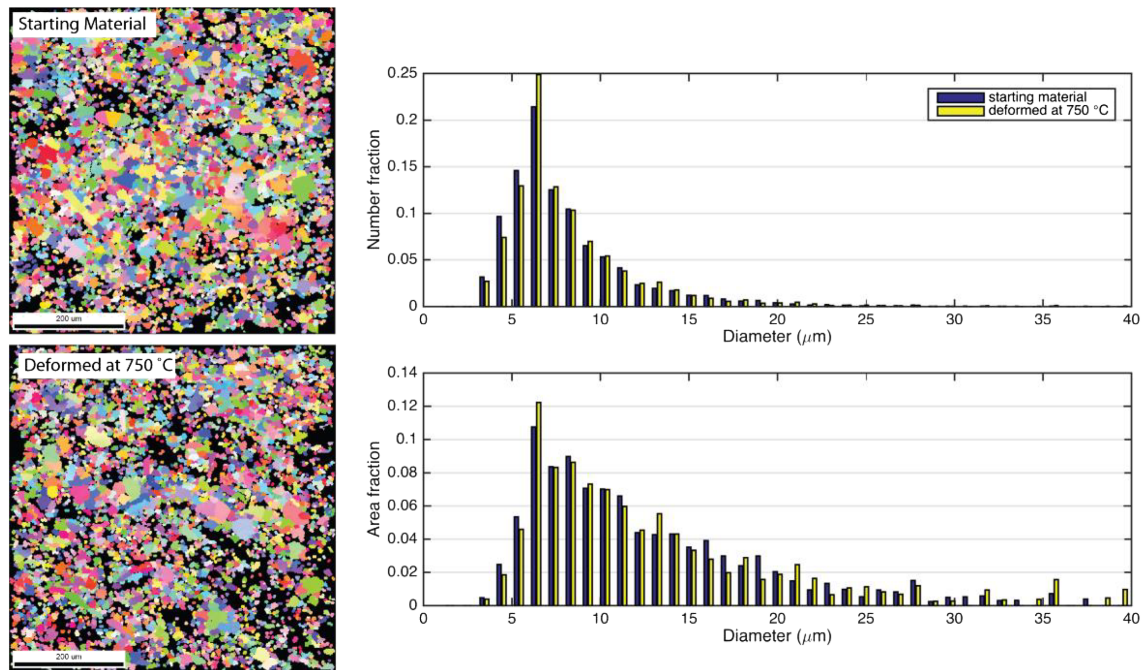 Starting Material
200 um
Deformed at 750 ˚C
200 um
0.25
0.2
0.15
0.1
0.05
0
Number fraction
starting material
deformed at 750 °C
0 5 10 15 20 25 30 35 40
Diameter (μm)
0.14
0.12
0.1
0.08
0.06
0.04
0.02
0
Area fraction
0 5 10 15 20 25 30 35 40
Diameter (μm)